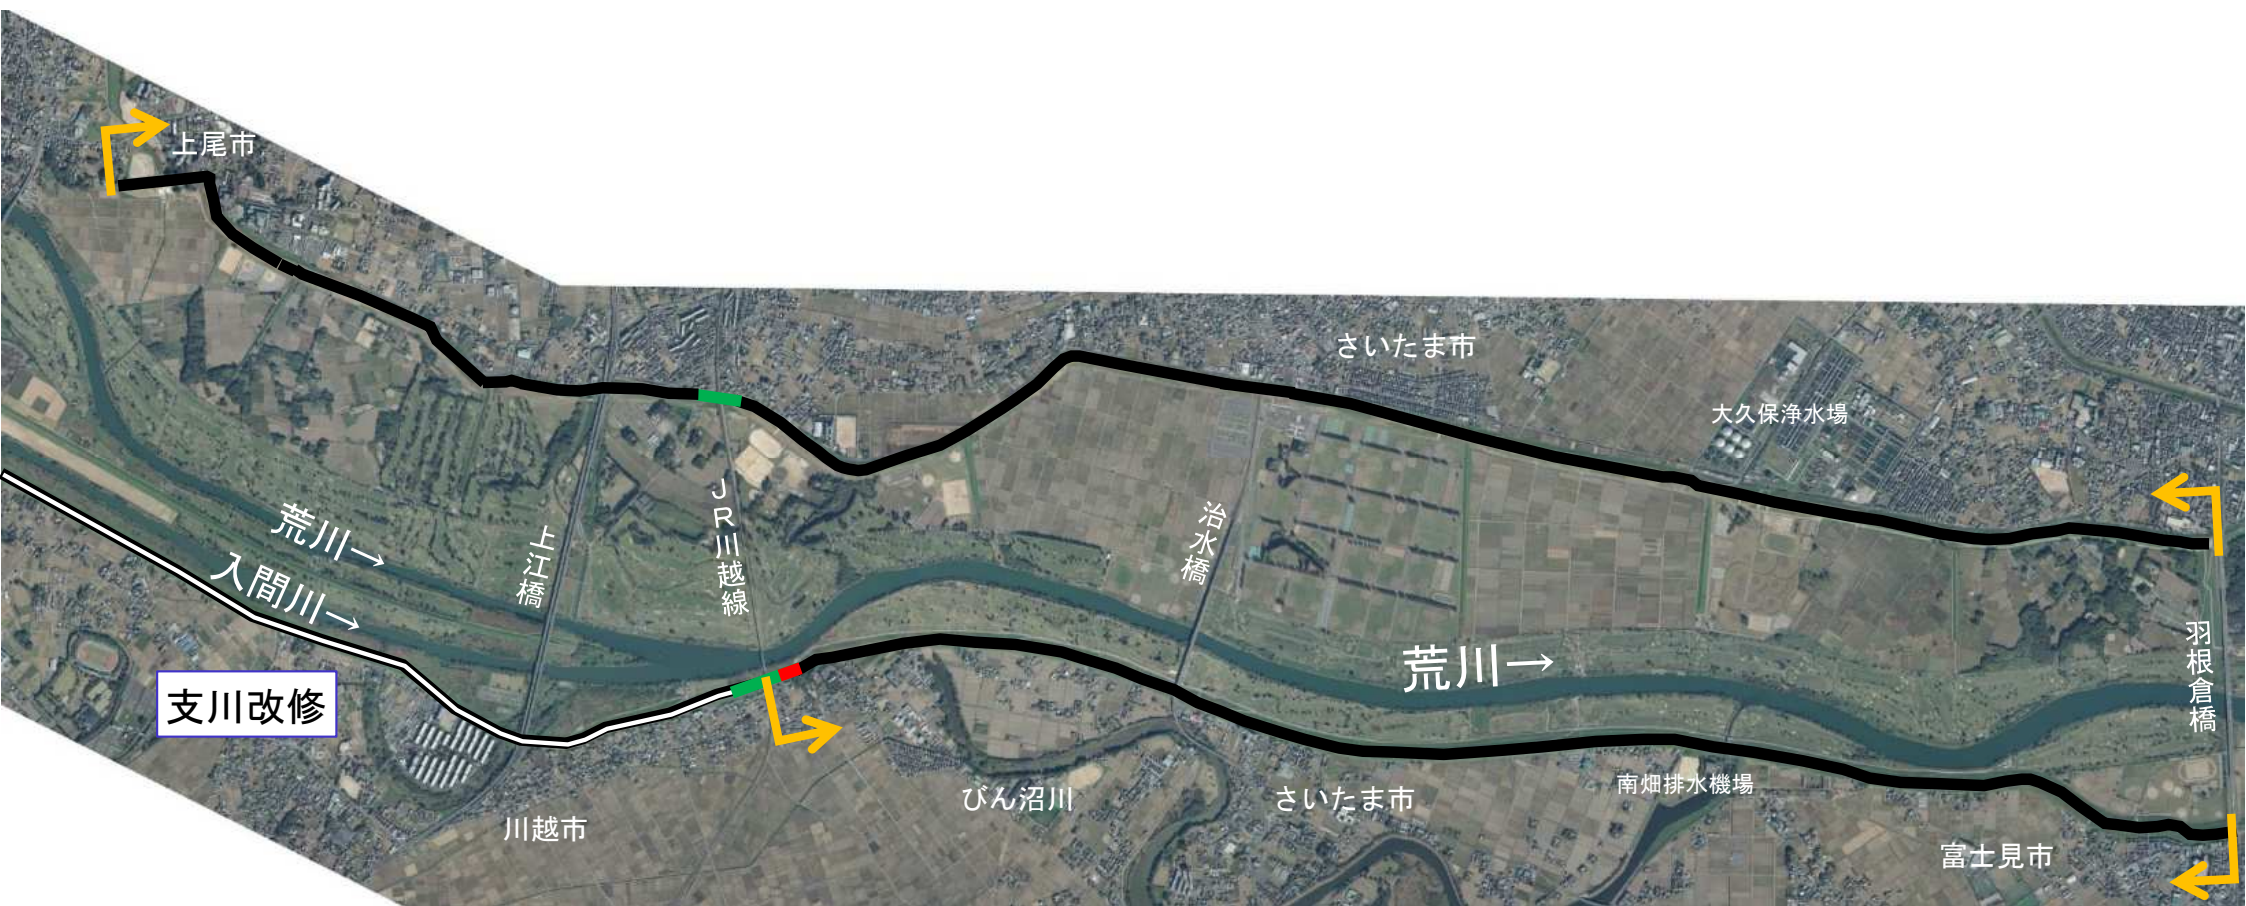 上尾市
さいたま市
大久保浄水場
JR川越線
治水橋
荒川→
上江橋
入間川→
荒川→
羽根倉橋
支川改修
南畑排水機場
びん沼川
さいたま市
川越市
富士見市